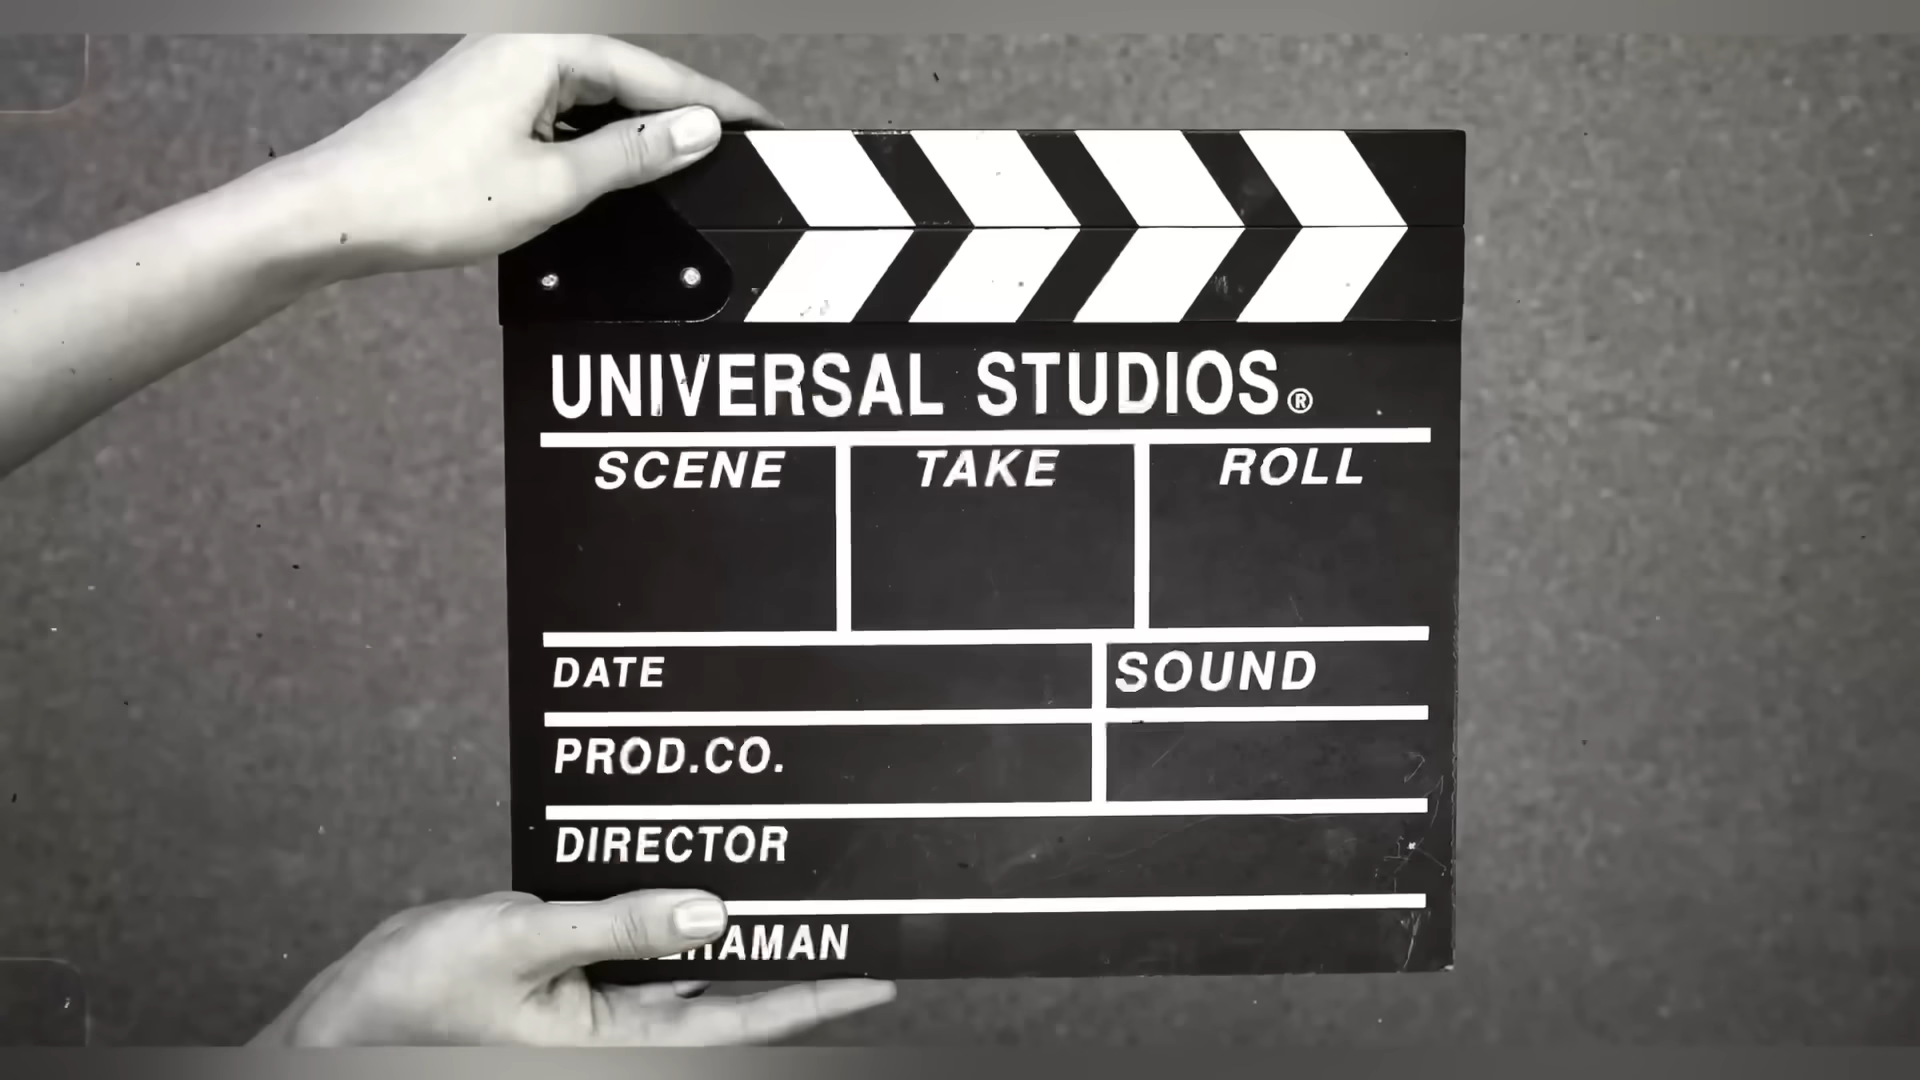 UNIVERSAL STUDIOS®
SCENE TAKE ROLL
DATE SOUND
PROD.CO.
DIRECTOR